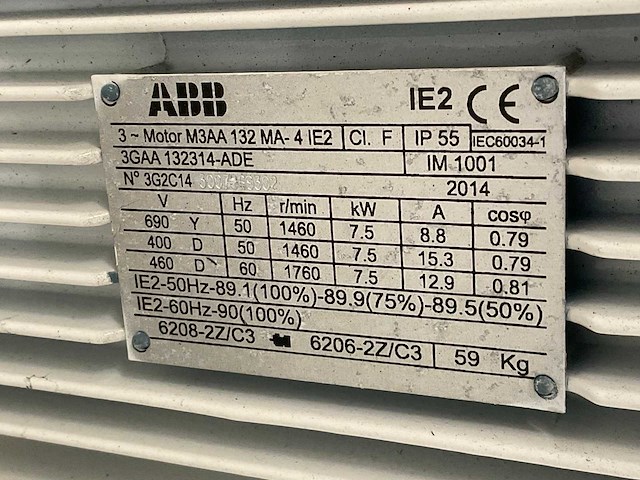 ABB IE2 CE
3 ~ Motor M3AA 132 MA- 4 IE2 Cl. F IP 55 IEC60034-1
3GAA 132314-ADE IM 1001
Nº 3G2C14 2014
V Hz r/min kW A cosφ
690 Y 50 1460 7.5 8.8 0.79
400 D 50 1460 7.5 15.3 0.79
460 D 60 1760 7.5 12.9 0.81
IE2-50Hz-89.1(100%)-89.9(75%)-89.5(50%)
IE2-60Hz-90(100%)
6208-2Z/C3 6206-2Z/C3 59 Kg